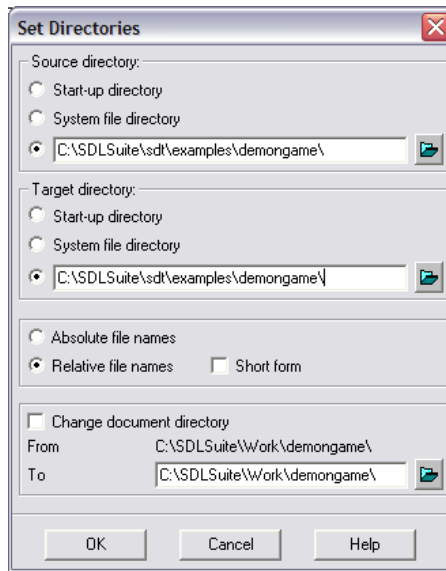 Set Directories
Source directory:
Start-up directory
System file directory
C:\SDLSuite\sdt\examples\demongame\
Target directory:
Start-up directory
System file directory
C:\SDLSuite\sdt\examples\demongame\
Absolute file names
Relative file names Short form
Change document directory
From C:\SDLSuite\Work\demongame\
To C:\SDLSuite\Work\demongame\
OK Cancel Help